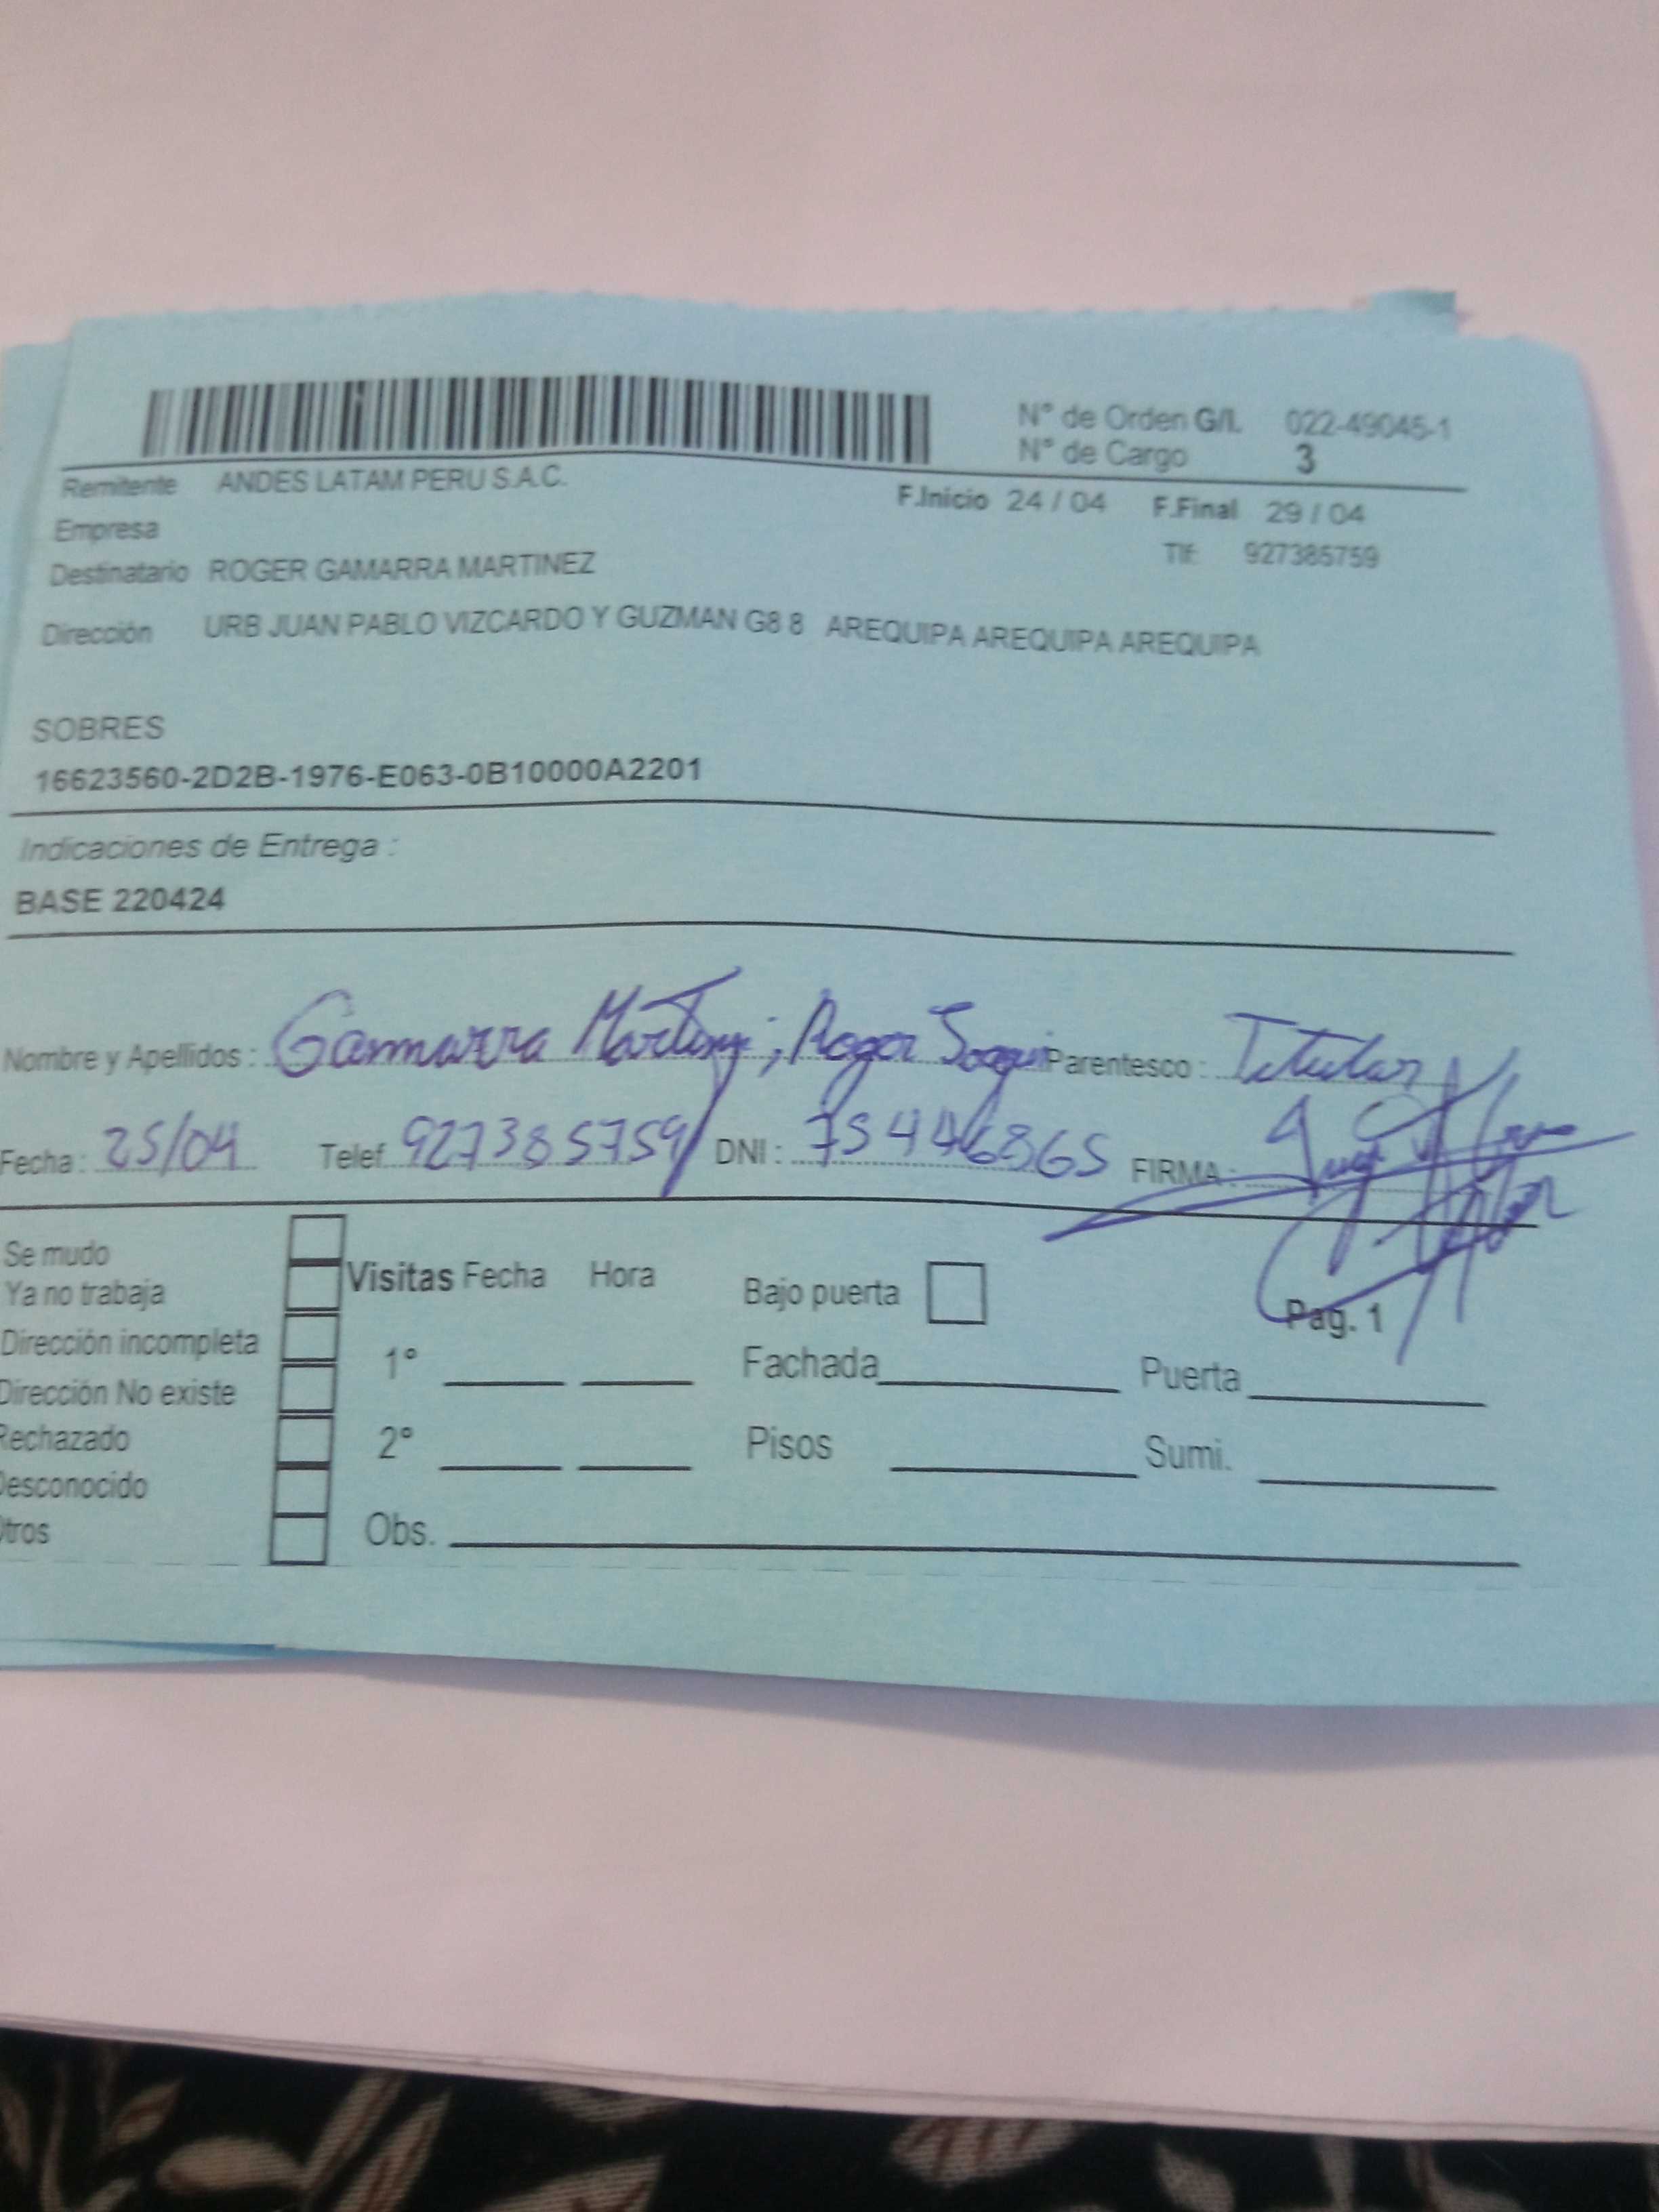 N° de Orden G/L 022-49045-1
N° de Cargo 3
Remitente ANDES LATAM PERU S.A.C.
F.Inicio 24 / 04 F.Final 29 / 04
Empresa
Tlf: 927385759
Destinatario ROGER GAMARRA MARTINEZ
Dirección URB JUAN PABLO VIZCARDO Y GUZMAN G8 8 AREQUIPA AREQUIPA AREQUIPA
SOBRES
16623560-2D2B-1976-E063-0B10000A2201
Indicaciones de Entrega :
BASE 220424
Nombre y Apellidos : Gamarra Martinez; Roger Parentesco : Titular
Fecha : 25/04 Telef. 927385759 DNI : 73446865 FIRMA :
Se mudo
Ya no trabaja
Dirección incompleta
Dirección No existe
Rechazado
Desconocido
Otros
Visitas Fecha Hora
1°
2°
Obs.
Bajo puerta
Pag. 1
Fachada Puerta
Pisos Sumi.